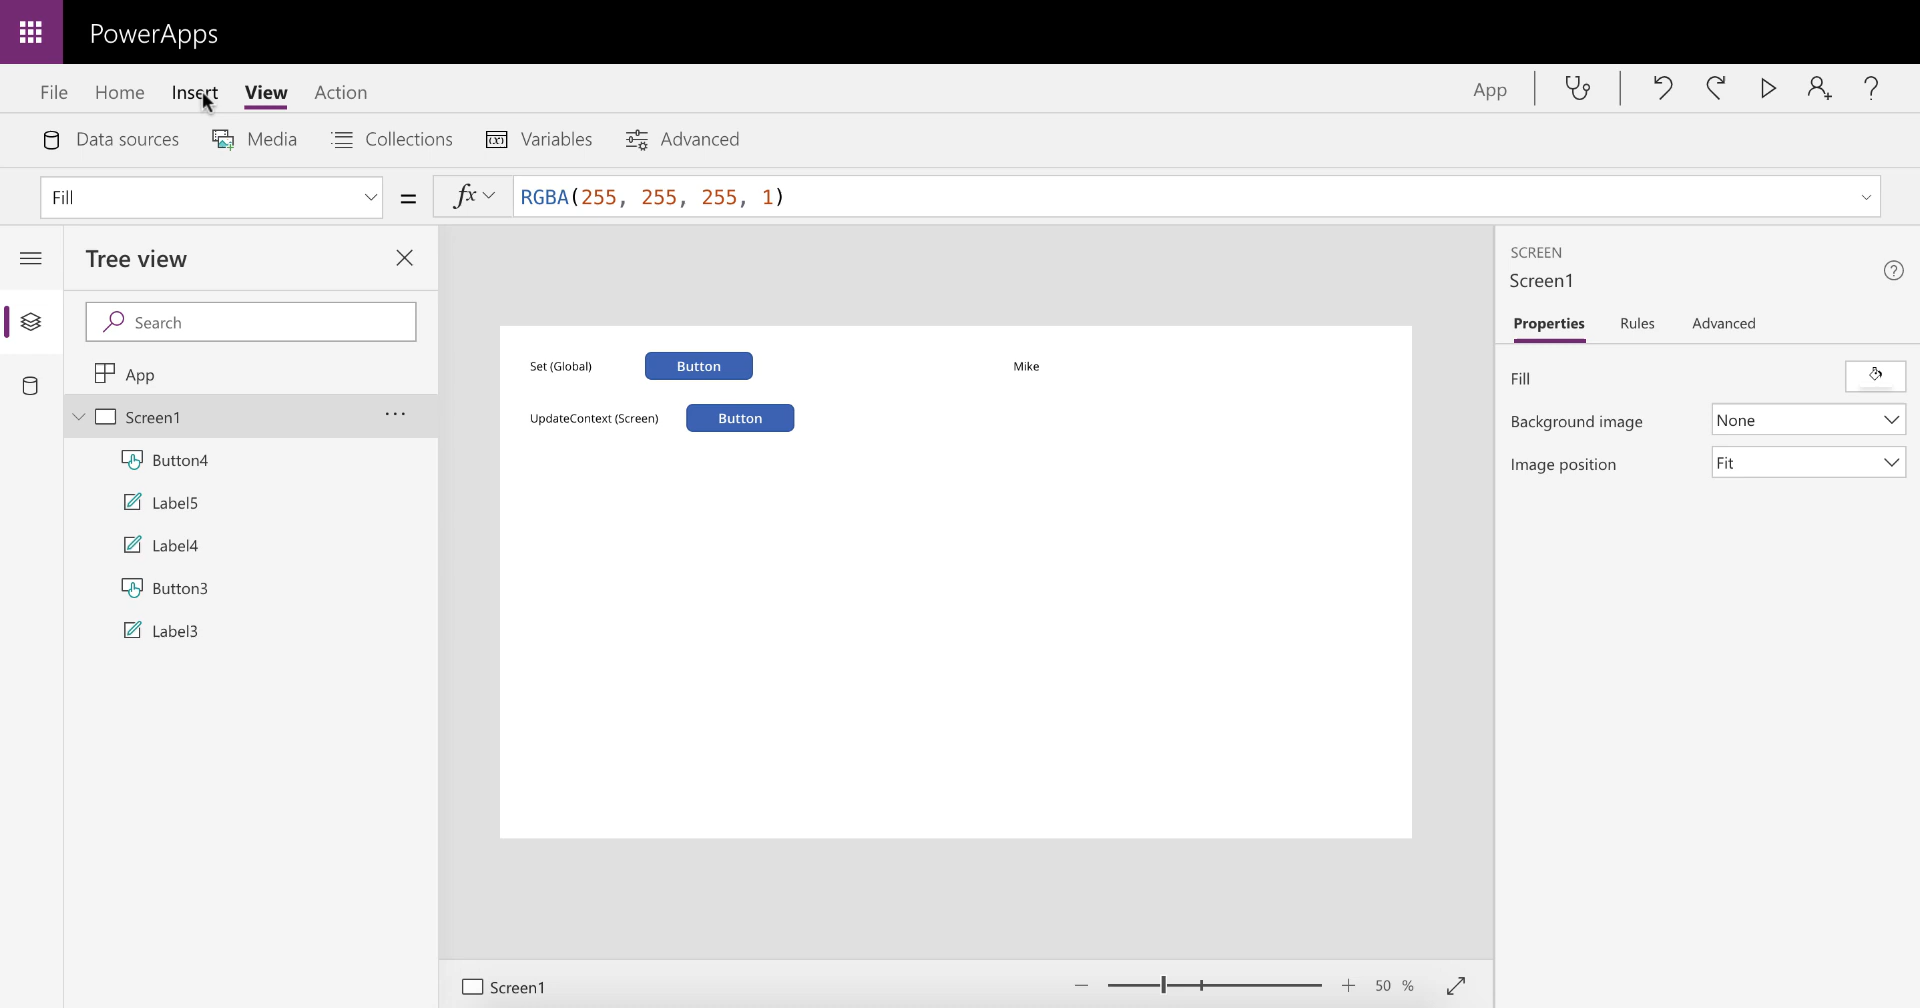 PowerApps
File Home Insert View Action App
Data sources Media Collections Variables Advanced
Fill = fx RGBA(255, 255, 255, 1)
Tree view
Search
App
Screen1 ...
Button4
Label5
Label4
Button3
Label3
Set (Global) Button Mike
UpdateContext (Screen) Button
Screen1 50 %
SCREEN
Screen1
Properties Rules Advanced
Fill
Background image None
Image position Fit